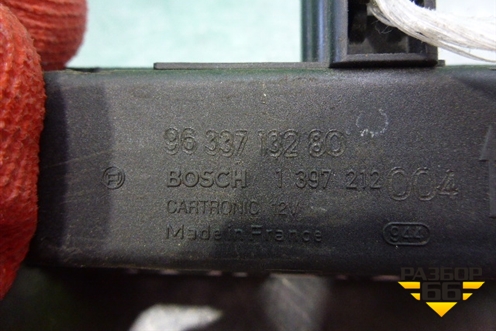 96 337 132 80
BOSCH 1 397 212 004
CARTRONIC 12V
Made in France 944
РАЗБОР
66